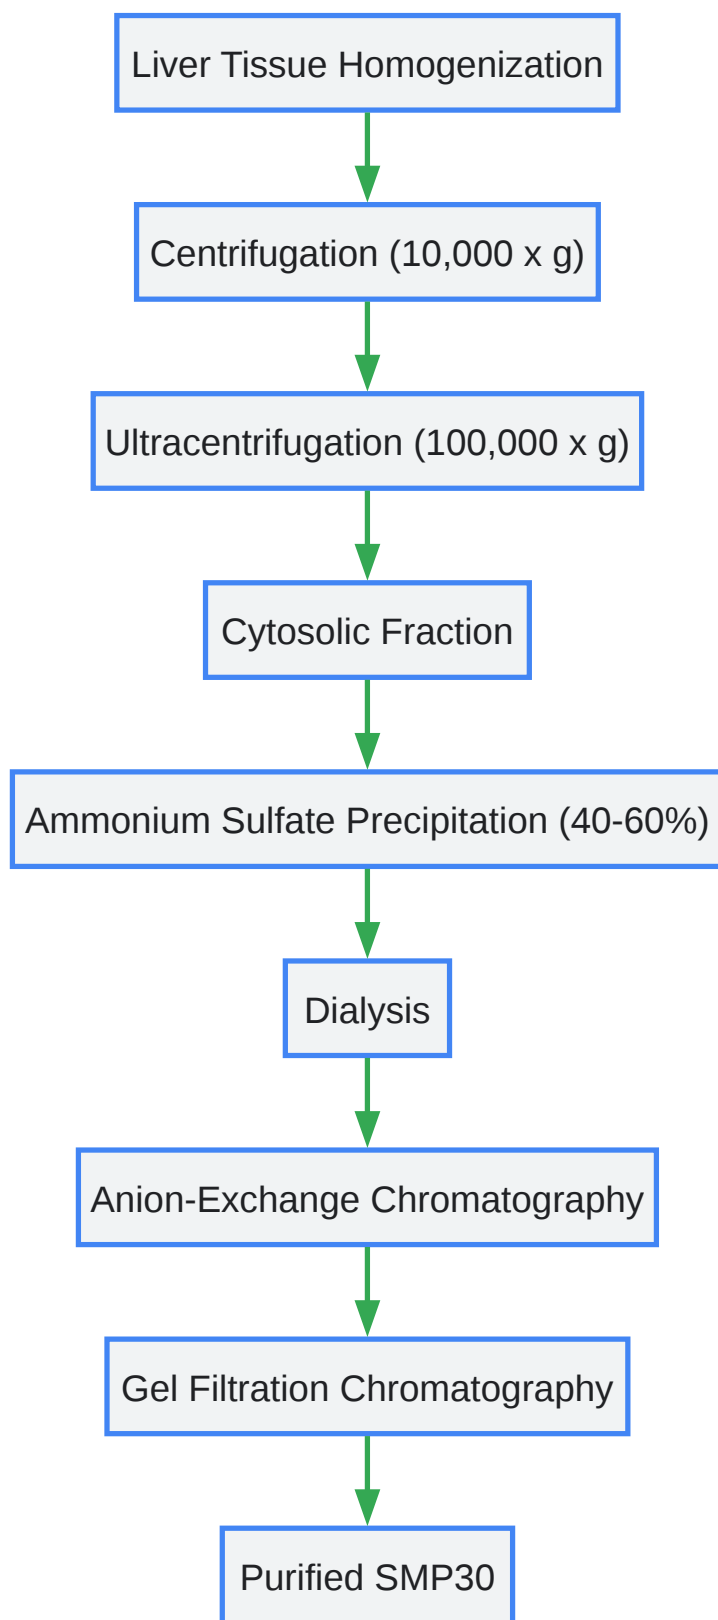 Liver Tissue Homogenization
Centrifugation (10,000 x g)
Ultracentrifugation (100,000 x g)
Cytosolic Fraction
Ammonium Sulfate Precipitation (40-60%)
Dialysis
Anion-Exchange Chromatography
Gel Filtration Chromatography
Purified SMP30